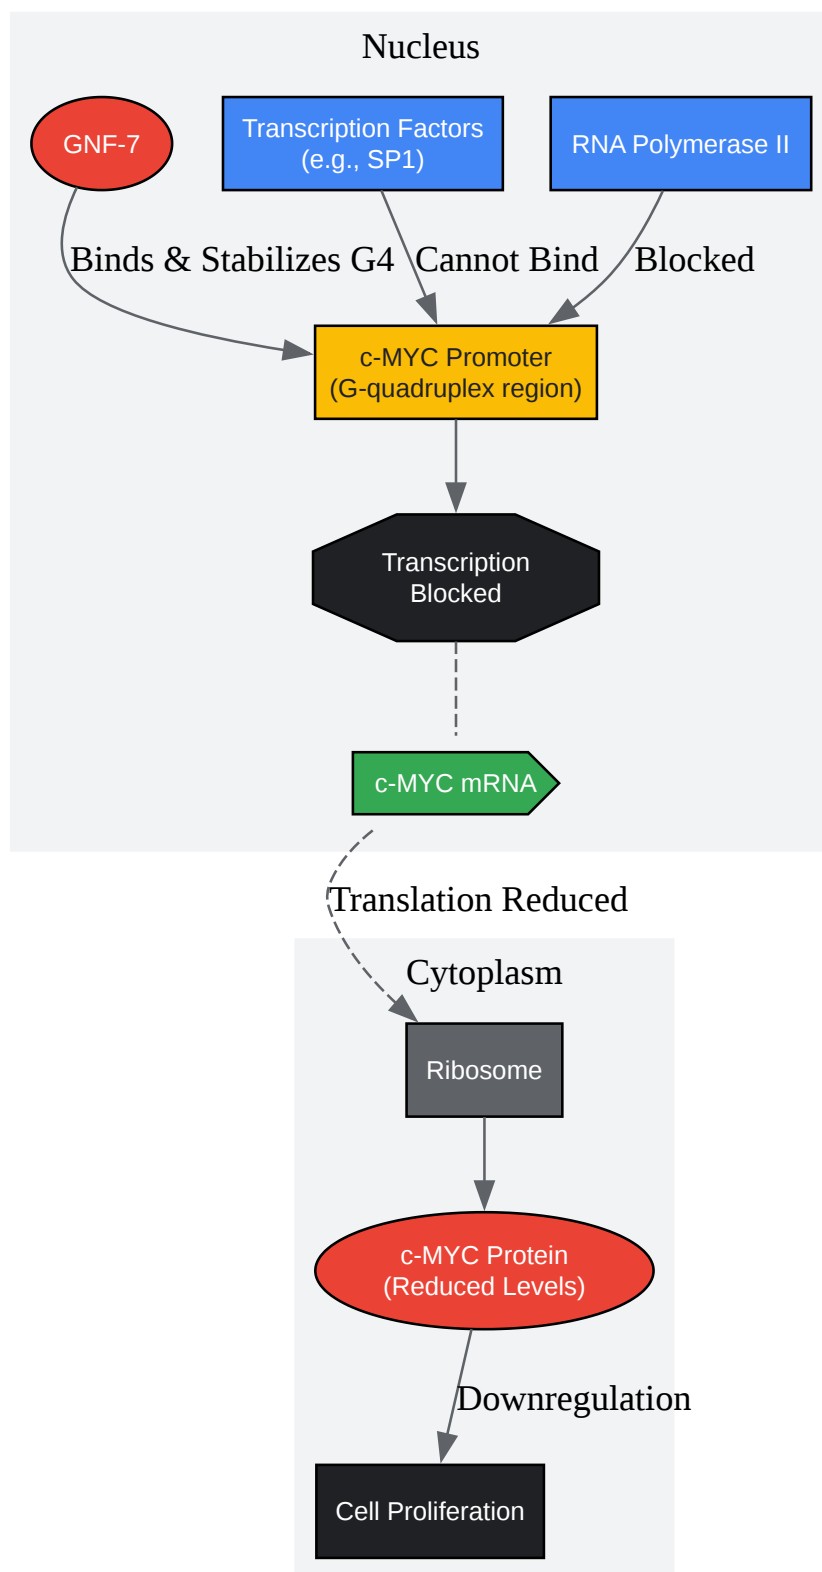 Nucleus
GNF-7
Transcription Factors
(e.g., SP1)
RNA Polymerase II
Binds & Stabilizes G4
Cannot Bind
Blocked
c-MYC Promoter
(G-quadruplex region)
Transcription
Blocked
c-MYC mRNA
Translation Reduced
Cytoplasm
Ribosome
c-MYC Protein
(Reduced Levels)
Downregulation
Cell Proliferation